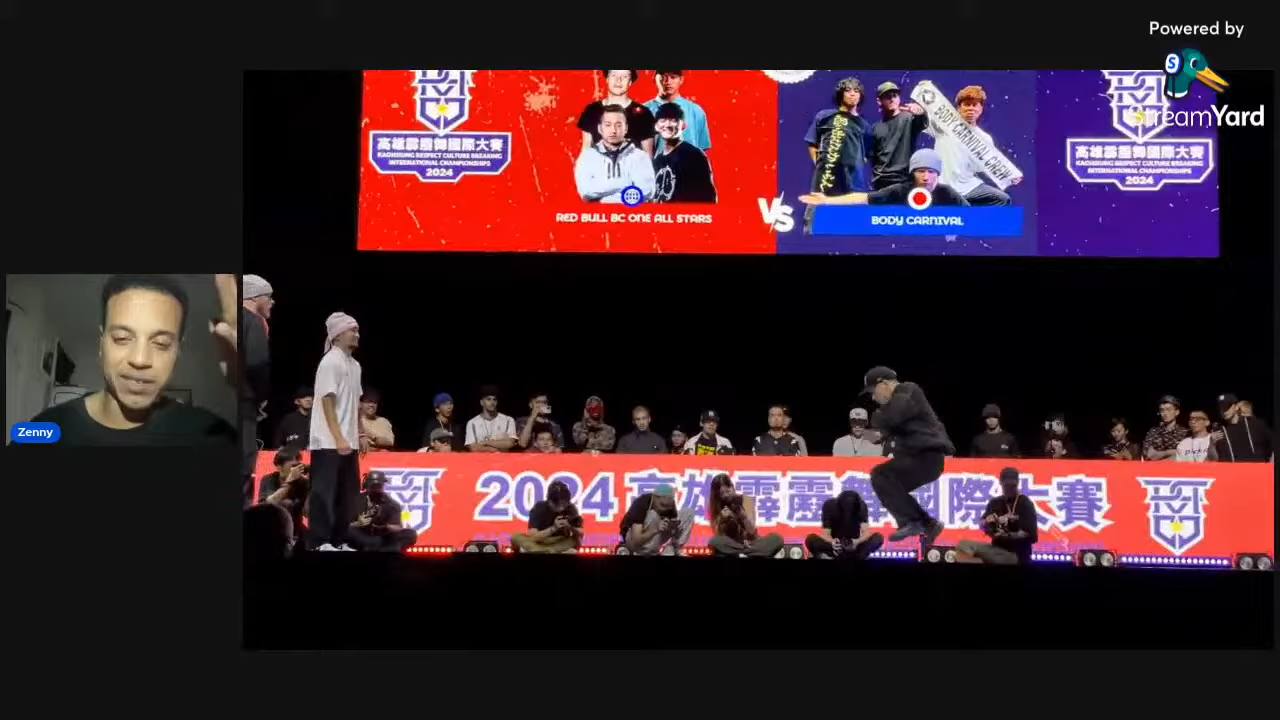 Powered by
StreamYard
高雄霹靂舞國際大賽
KAOHSIUNG RESPECT CULTURE BREAKING
INTERNATIONAL CHAMPIONSHIPS
2024
RED BULL BC ONE ALL STARS
VS
BODY CARNIVAL CREW
BODY CARNIVAL
高雄霹靂舞國際大賽
KAOHSIUNG RESPECT CULTURE BREAKING
INTERNATIONAL CHAMPIONSHIPS
2024
Zenny
2024 高雄霹靂舞國際大賽